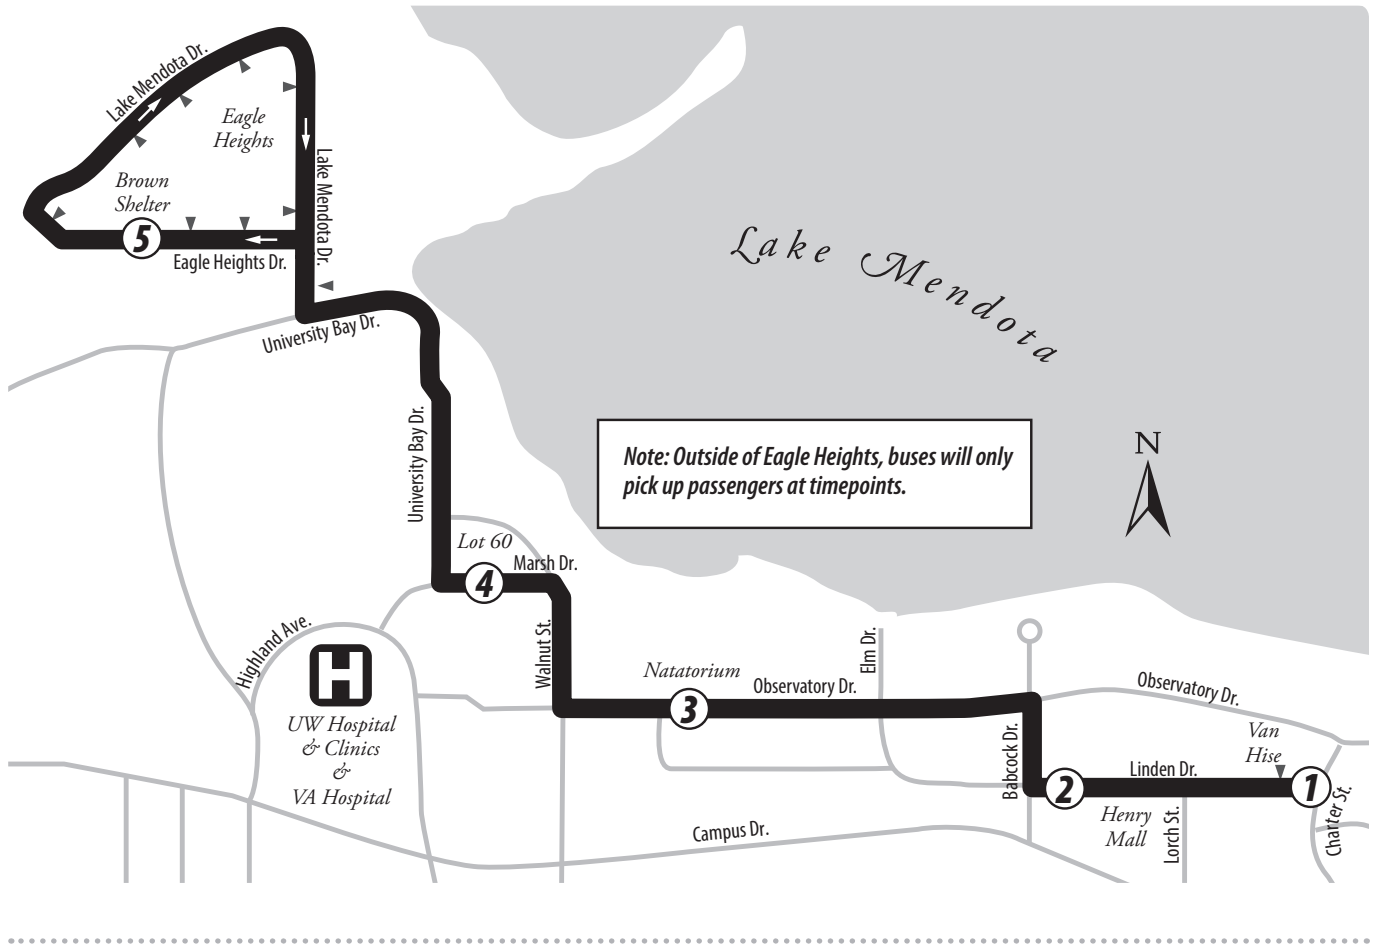 Lake Mendota Dr.
Eagle
Heights
Lake Mendota Dr.
Brown
Shelter
5
Eagle Heights Dr.
University Bay Dr.
Lake Mendota
University Bay Dr.
Note: Outside of Eagle Heights, buses will only
pick up passengers at timepoints.
N
Lot 60
4
Marsh Dr.
Walnut St.
Highland Ave.
H
UW Hospital
& Clinics
&
VA Hospital
Natatorium
3
Observatory Dr.
Elm Dr.
Observatory Dr.
Babcock Dr.
Van
Hise
2
Linden Dr.
1
Henry
Mall
Lorch St.
Charter St.
Campus Dr.